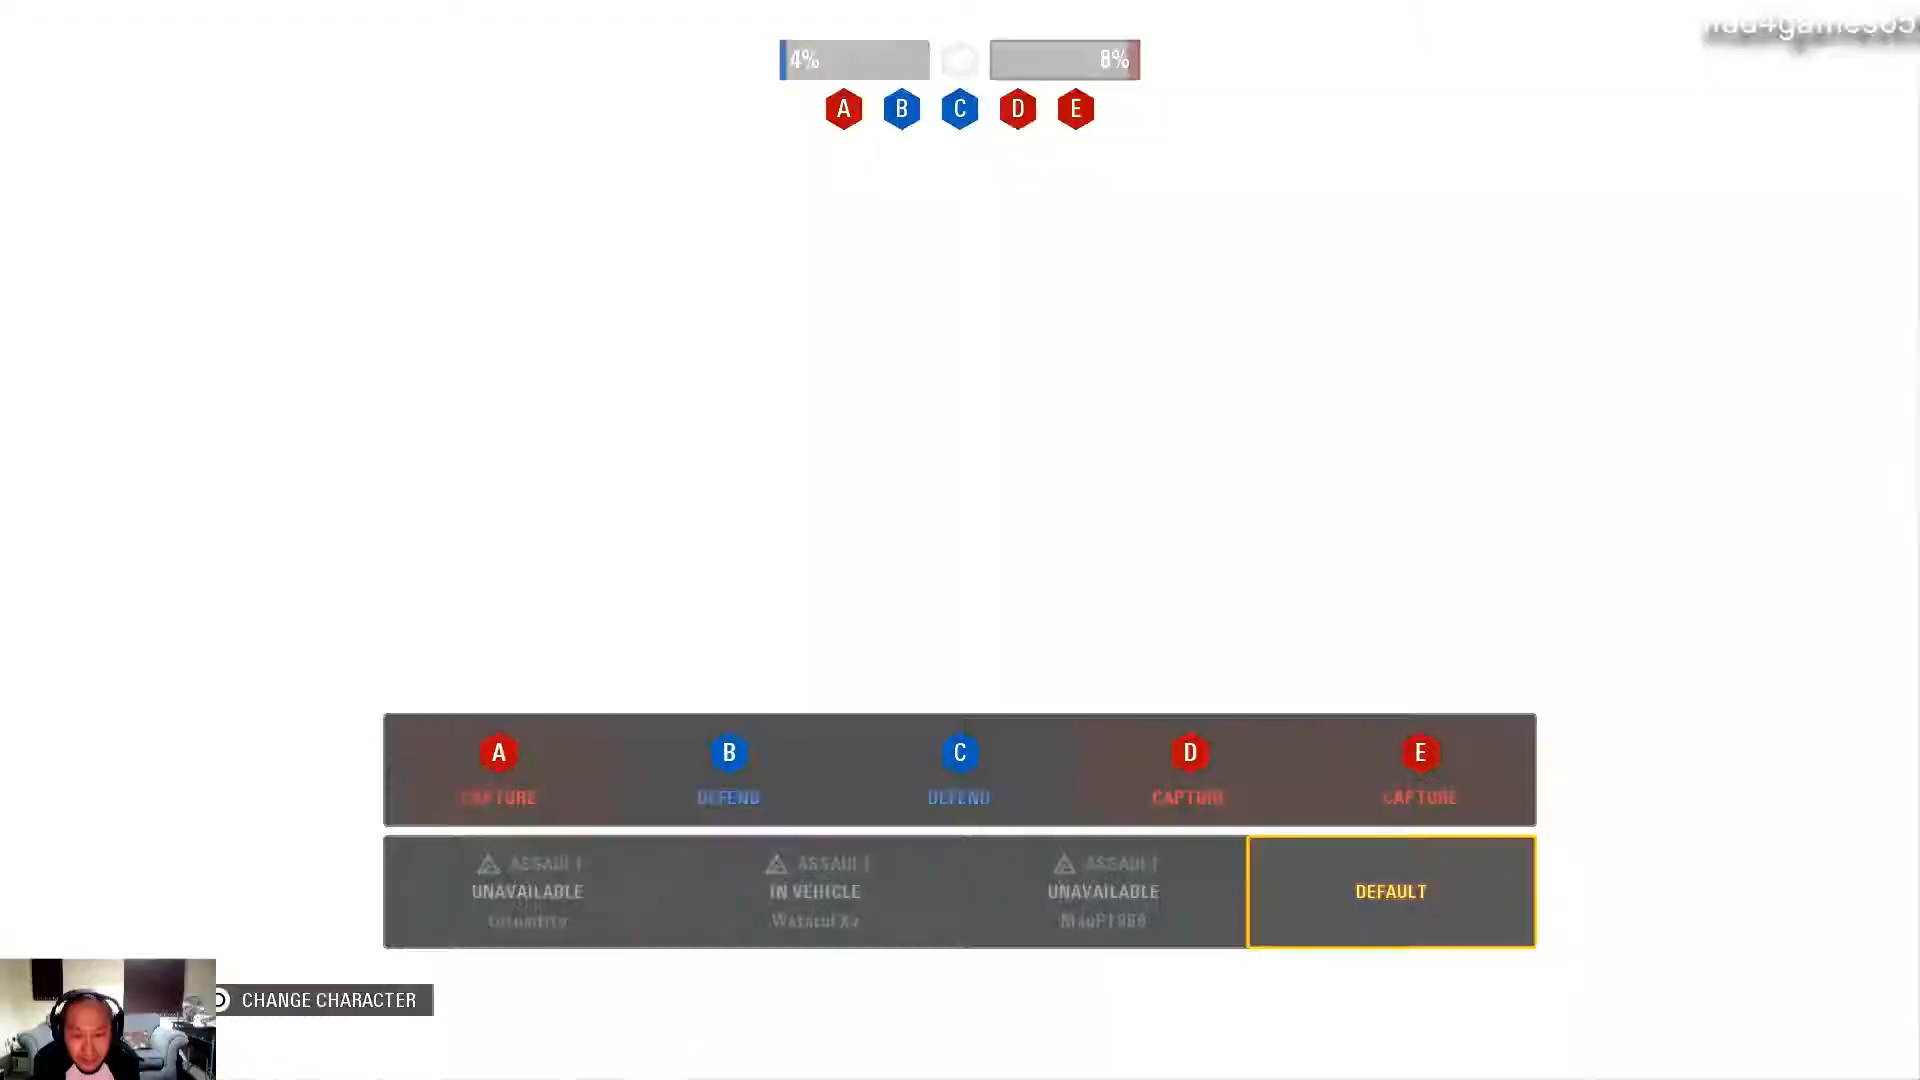 4% 8%
A B C D E
A B C D E
CAPTURE DEFEND DEFEND CAPTURE CAPTURE
ASSAULT ASSAULT ASSAULT
UNAVAILABLE IN VEHICLE UNAVAILABLE DEFAULT
CHANGE CHARACTER